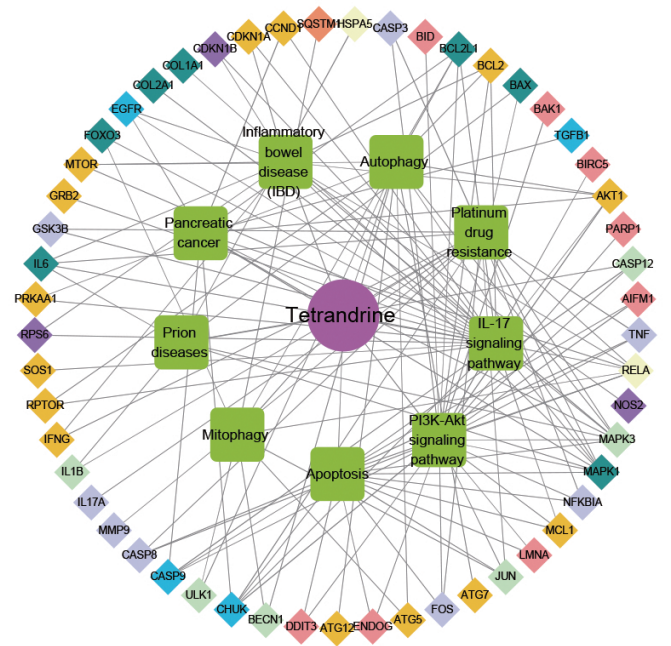 CCND1
SQSTM1
HSPA5
CASP3
CDKN1A
BID
CDKN1B
BCL2L1
COL1A1
BCL2
COL2A1
BAX
EGFR
BAK1
FOXO3
TGFB1
Inflammatory
bowel
disease
(IBD)
Autophagy
MTOR
BIRC5
GRB2
AKT1
Pancreatic
cancer
Platinum
drug
resistance
GSK3B
PARP1
IL6
CASP12
PRKAA1
AIFM1
Tetrandrine
RPS6
TNF
Prion
diseases
IL-17
signaling
pathway
SOS1
RELA
RPTOR
NOS2
IFNG
MAPK3
Mitophagy
PI3K-Akt
signaling
pathway
IL1B
MAPK1
Apoptosis
IL17A
NFKBIA
MMP9
MCL1
CASP8
LMNA
CASP9
JUN
ULK1
ATG7
CHUK
FOS
BECN1
ATG5
DDIT3
ATG12
ENDOG